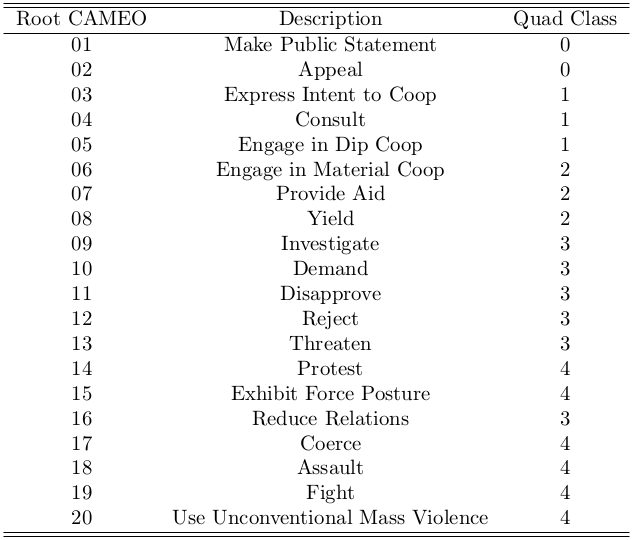 Root CAMEO Description Quad Class
01 Make Public Statement 0
02 Appeal 0
03 Express Intent to Coop 1
04 Consult 1
05 Engage in Dip Coop 1
06 Engage in Material Coop 2
07 Provide Aid 2
08 Yield 2
09 Investigate 3
10 Demand 3
11 Disapprove 3
12 Reject 3
13 Threaten 3
14 Protest 4
15 Exhibit Force Posture 4
16 Reduce Relations 3
17 Coerce 4
18 Assault 4
19 Fight 4
20 Use Unconventional Mass Violence 4